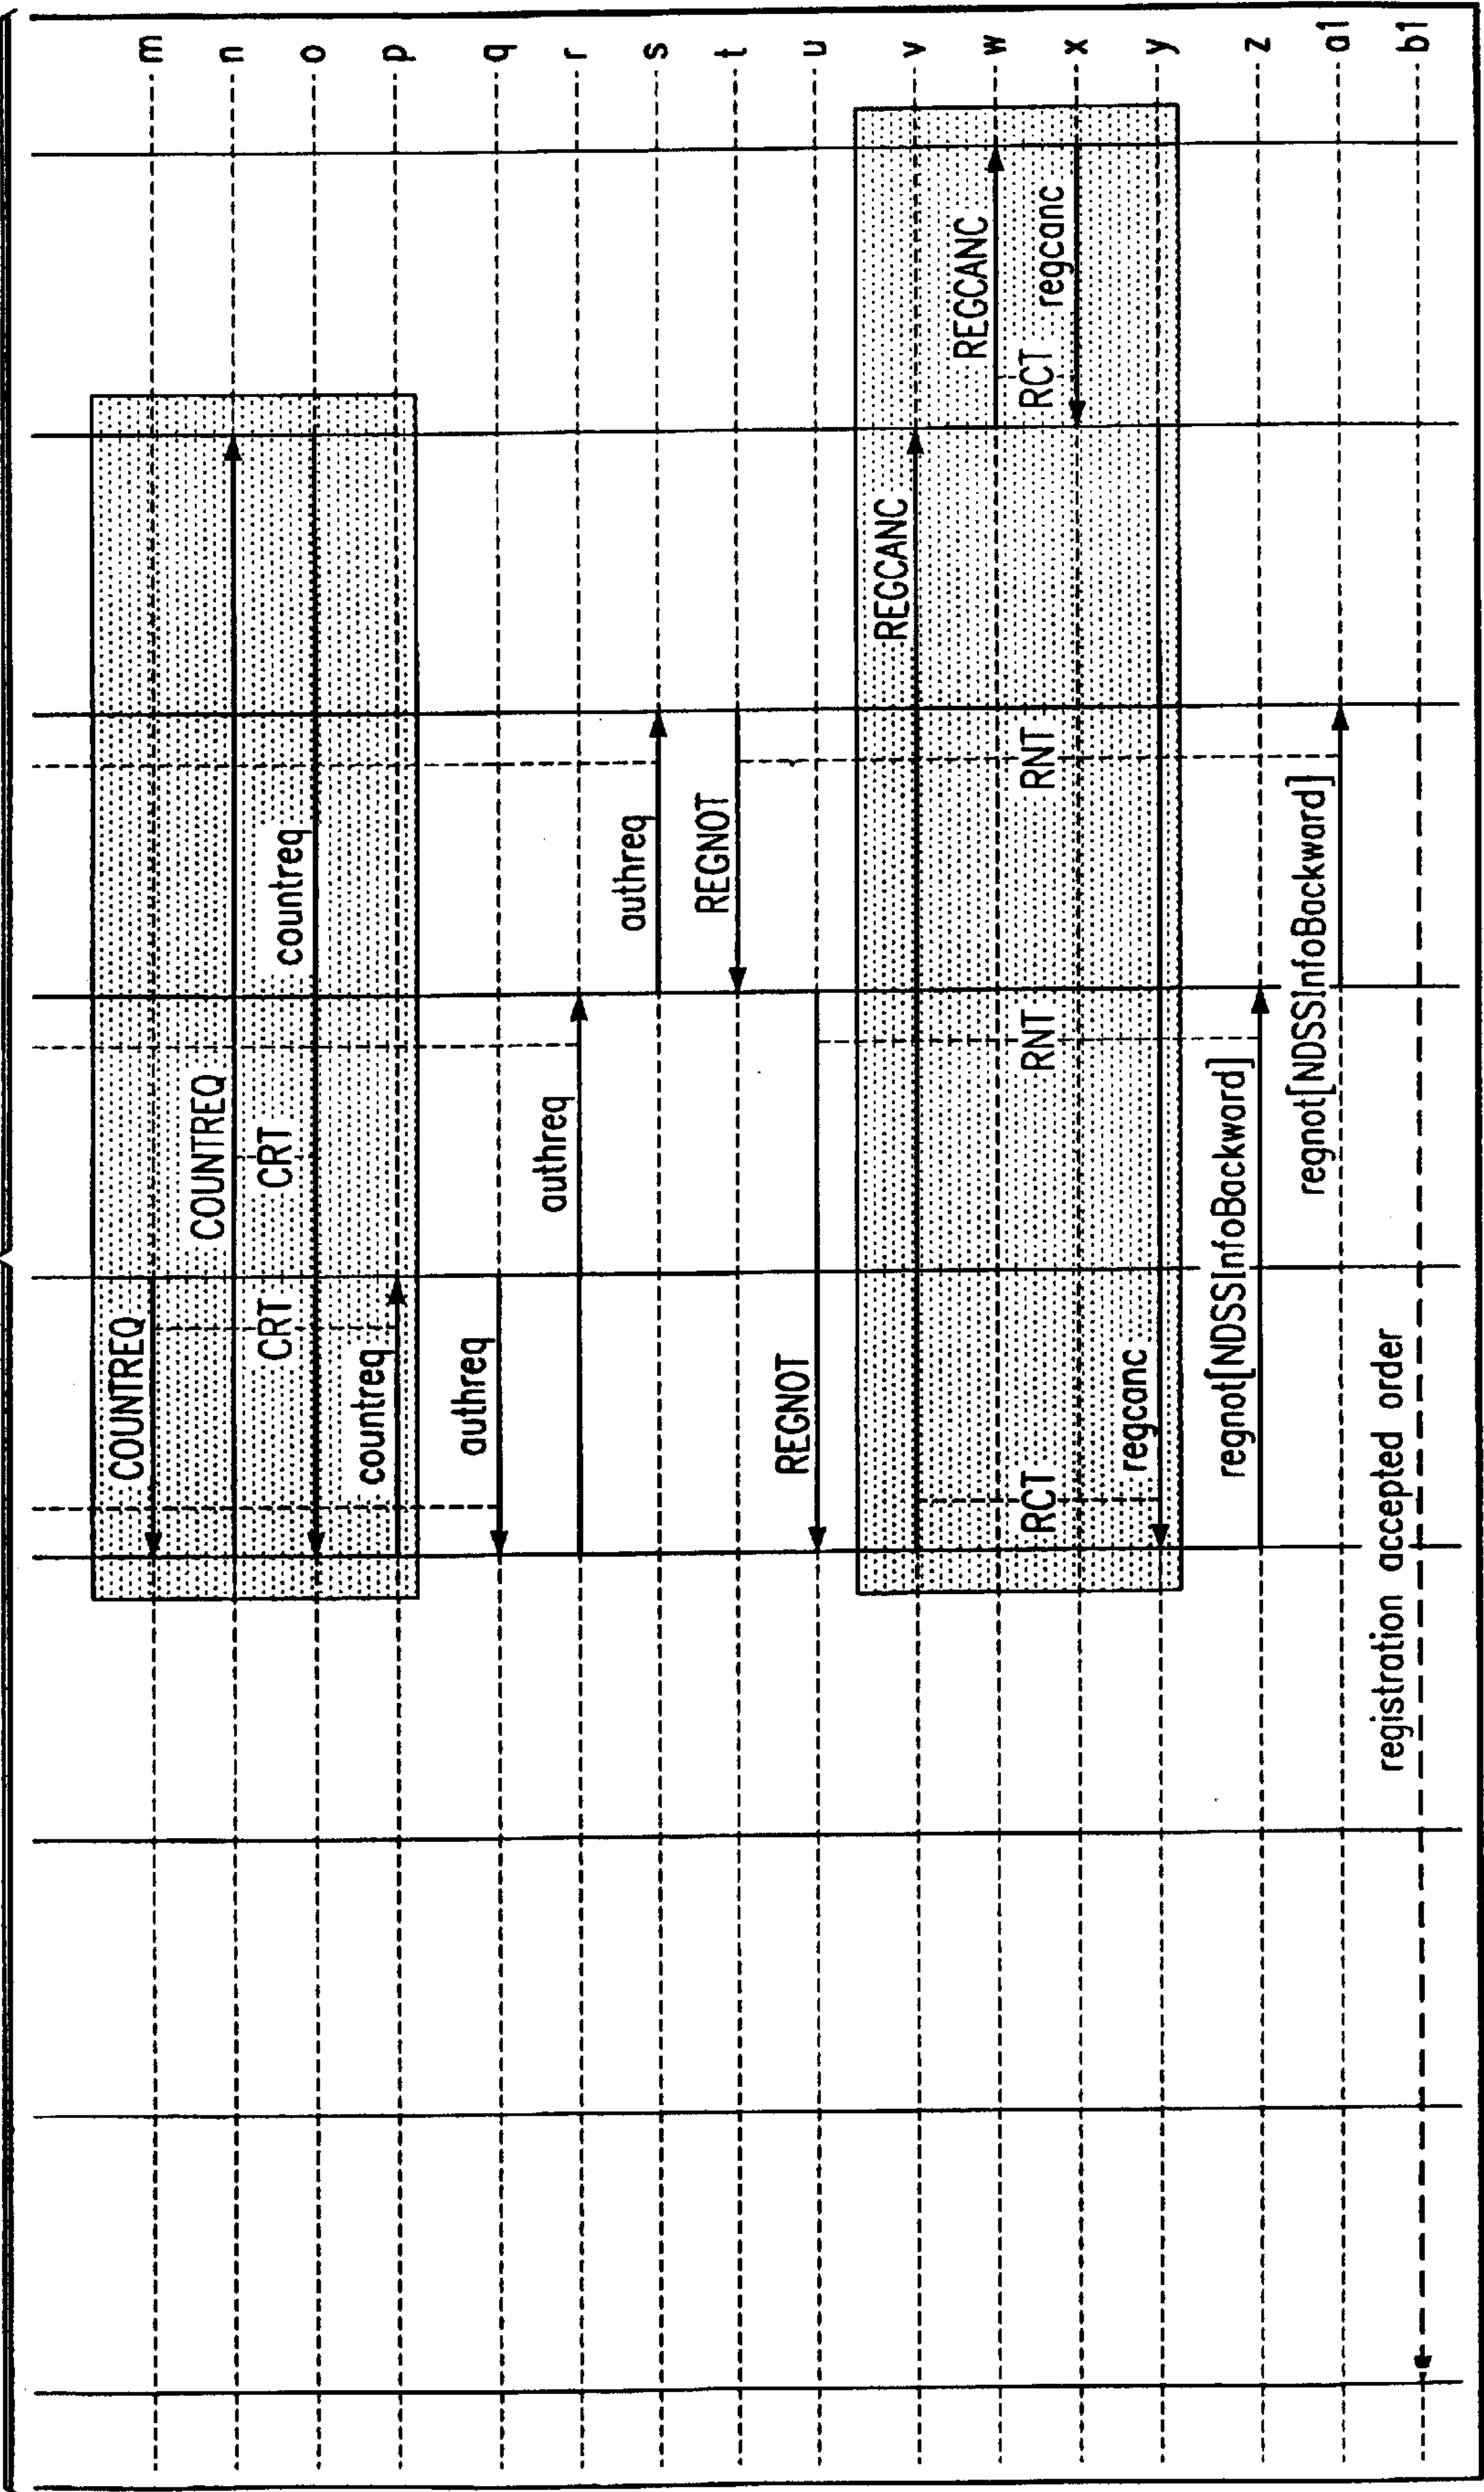 COUNTREQ
m
COUNTREQ
n
CRT
CRT
countreq
o
countreq
p
authreq
q
authreq
r
authreq
s
REGNOT
t
REGNOT
u
REGCANC
v
REGCANC
w
RCT
RNT
RNT
RCT
regcanc
x
regcanc
y
regnot[NDSSInfoBackward]
z
regnot[NDSSInfoBackward]
a1
registration accepted order
b1